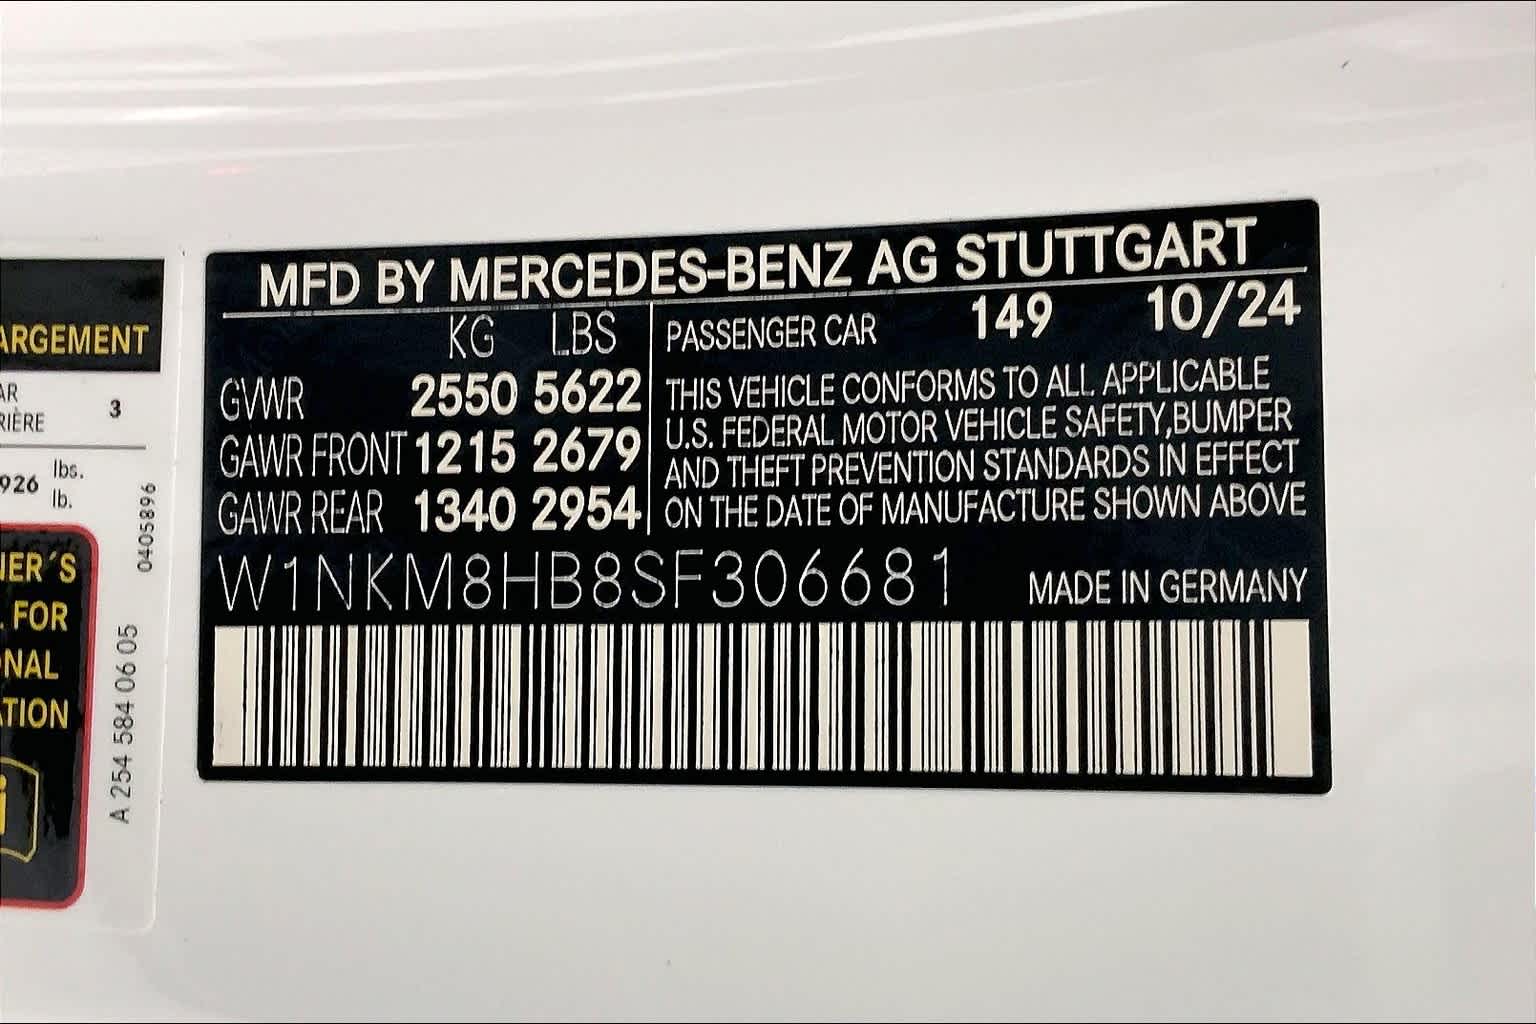 ARGEMENT
AR
RIÈRE 3
926 lbs.
lb.
0405896
NER´S
FOR
NAL
ATION
i
A 254 584 06 05
MFD BY MERCEDES-BENZ AG STUTTGART
KG LBS
GVWR 2550 5622
GAWR FRONT 1215 2679
GAWR REAR 1340 2954
PASSENGER CAR 149 10/24
THIS VEHICLE CONFORMS TO ALL APPLICABLE
U.S. FEDERAL MOTOR VEHICLE SAFETY,BUMPER
AND THEFT PREVENTION STANDARDS IN EFFECT
ON THE DATE OF MANUFACTURE SHOWN ABOVE
W1NKM8HB8SF306681 MADE IN GERMANY